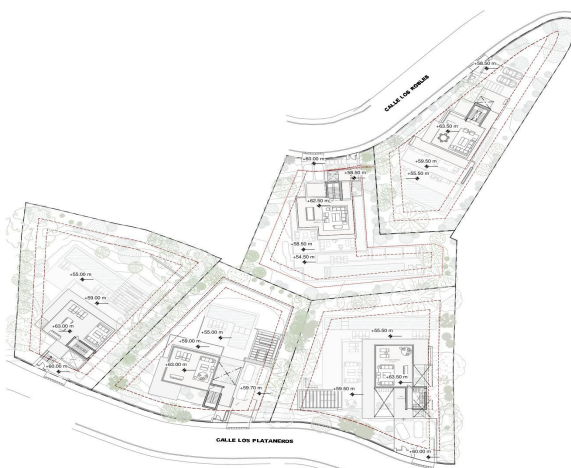 +58.50 m
CALLE LOS ROBLES
+63.50 m
+59.50 m
+55.50 m
+60.00 m
+59.50 m
+62.50 m
+58.50 m
+54.50 m
+55.00 m
+59.00 m
+63.00 m
+60.00 m
+55.00 m
+59.00 m
+63.00 m
+59.70 m
+55.50 m
+63.50 m
+59.50 m
+60.00 m
CALLE LOS PLATANEROS